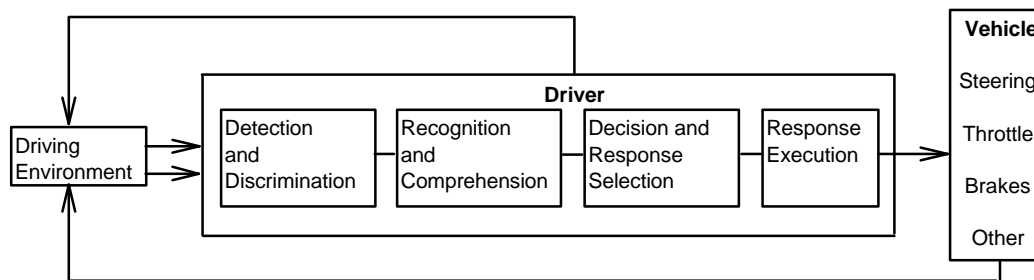 Driving
Environment
Driver
Detection
and
Discrimination
Recognition
and
Comprehension
Decision and
Response
Selection
Response
Execution
Vehicle
Steering
Throttle
Brakes
Other